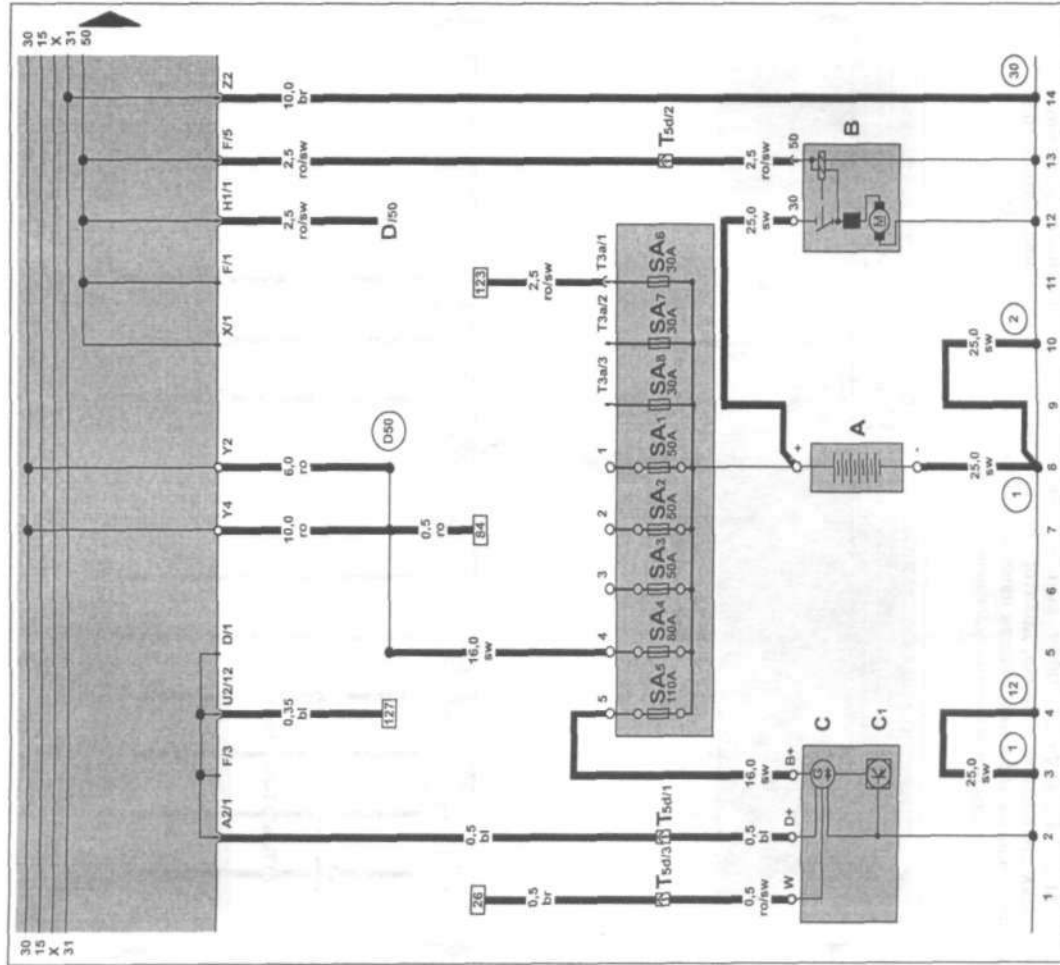 30
15
X
31
50
30
15
X
31
A2/1
F/3
U2/12
D/1
Y4
Y2
X/1
F/1
H1/1
F/5
Z2
0,5 bl
0,35 bl
10,0 ro
6,0 ro
2,5 ro/sw
2,5 ro/sw
10,0 br
127
D50
D/50
26
0,5 br
16,0 sw
0,5 ro
84
123
2,5 ro/sw
5
4
3
2
1
T3a/3
T3a/2
T3a/1
SA5 110A
SA4 80A
SA3 50A
SA2 50A
SA1 50A
SA8 30A
SA7 30A
SA6 30A
T5d/3
T5d/1
T5d/2
0,5 ro/sw
0,5 bl
16,0 sw
25,0 sw
2,5 ro/sw
W
D+
B+
+
30
50
G
C
C1
A
M
B
-
25,0 sw
25,0 sw
25,0 sw
1
12
1
2
30
1
2
3
4
5
6
7
8
9
10
11
12
13
14